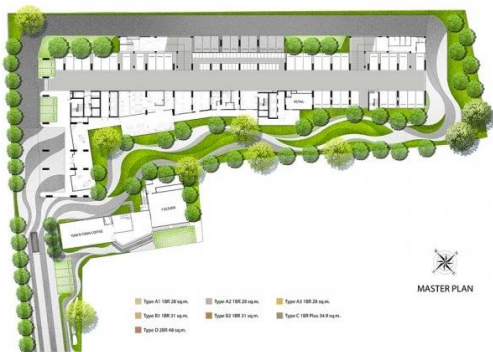 RETAIL
MASTER PLAN
Type A1 1BR 28 sq.m.
Type A2 1BR 28 sq.m.
Type A3 1BR 28 sq.m.
Type B1 1BR 31 sq.m.
Type B2 1BR 31 sq.m.
Type C 1BR Plus 34.9 sq.m.
Type D 2BR 48 sq.m.